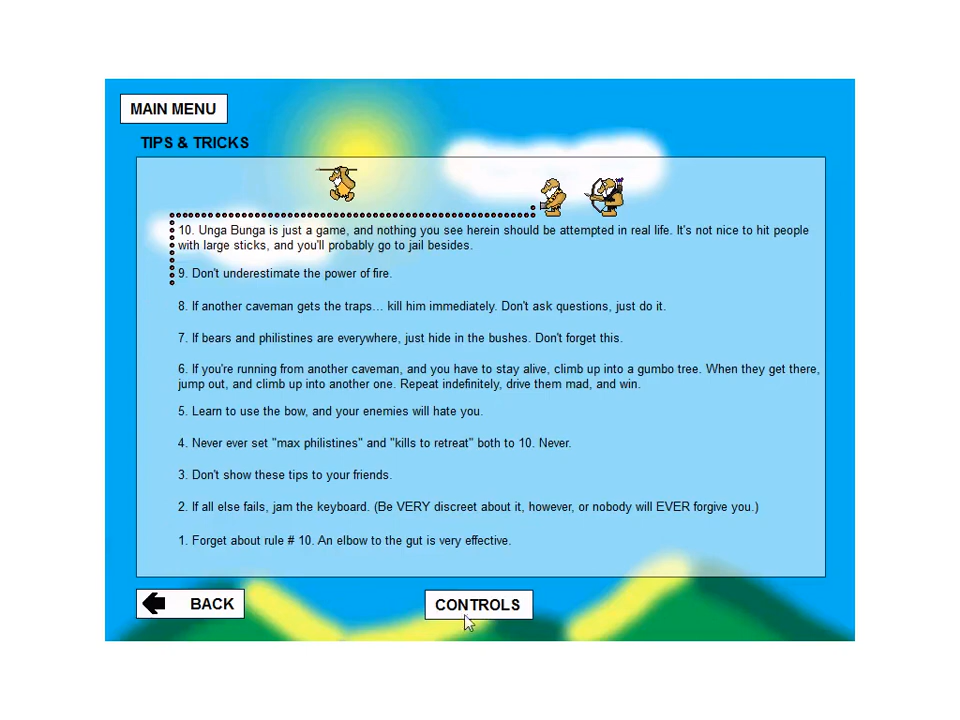 MAIN MENU
TIPS & TRICKS
10. Unga Bunga is just a game, and nothing you see herein should be attempted in real life. It's not nice to hit people
with large sticks, and you'll probably go to jail besides.
9. Don't underestimate the power of fire.
8. If another caveman gets the traps... kill him immediately. Don't ask questions, just do it.
7. If bears and philistines are everywhere, just hide in the bushes. Don't forget this.
6. If you're running from another caveman, and you have to stay alive, climb up into a gumbo tree. When they get there,
jump out, and climb up into another one. Repeat indefinitely, drive them mad, and win.
5. Learn to use the bow, and your enemies will hate you.
4. Never ever set "max philistines" and "kills to retreat" both to 10. Never.
3. Don't show these tips to your friends.
2. If all else fails, jam the keyboard. (Be VERY discreet about it, however, or nobody will EVER forgive you.)
1. Forget about rule # 10. An elbow to the gut is very effective.
BACK
CONTROLS